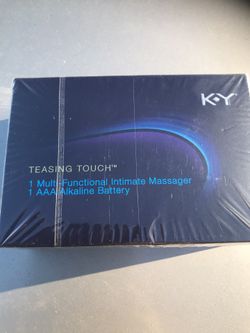 K•Y®
TEASING TOUCH™
1 Multi-Functional Intimate Massager
1 AAA Alkaline Battery